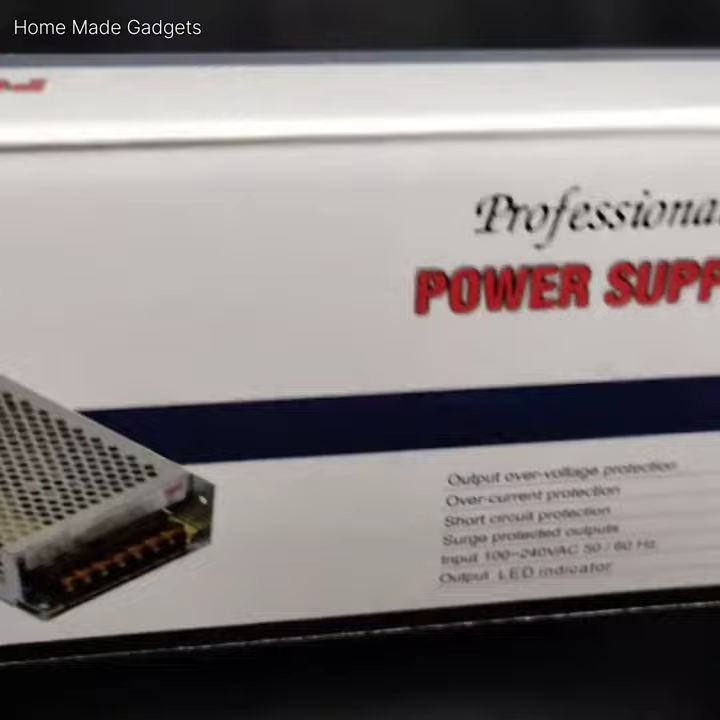 Home Made Gadgets
Professional
POWER SUPP
Output over-voltage protection
Over-current protection
Short circuit protection
Surge protected outputs
Input 100~240VAC 50 / 60 Hz
Output LED indicator